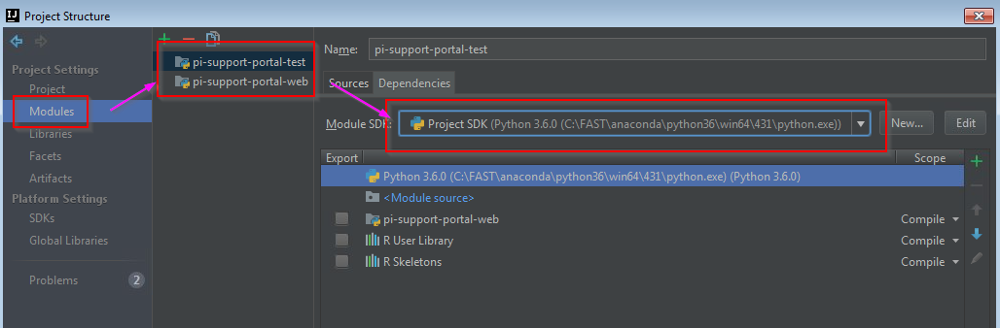 IJ Project Structure
Project Settings
Project
Modules
Libraries
Facets
Artifacts
Platform Settings
SDKs
Global Libraries
Problems 2
pi-support-portal-test
pi-support-portal-web
Name: pi-support-portal-test
Sources Dependencies
Module SDK: Project SDK (Python 3.6.0 (C:\FAST\anaconda\python36\win64\431\python.exe)) New... Edit
Export Scope
Python 3.6.0 (C:\FAST\anaconda\python36\win64\431\python.exe) (Python 3.6.0)
<Module source>
pi-support-portal-web Compile
R User Library Compile
R Skeletons Compile